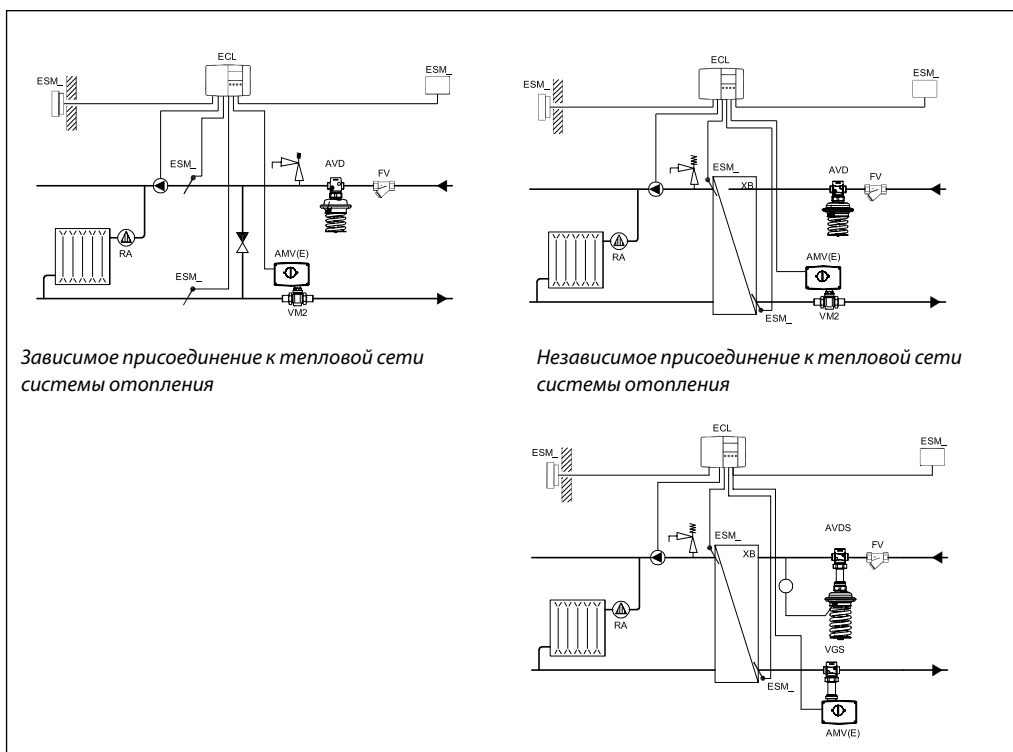 ECL
ESM_
ESM_
ESM_
AVD
FV
RA
AMV(E)
ESM_
VM2
Зависимое присоединение к тепловой сети
системы отопления
ECL
ESM_
ESM_
ESM_
AVD
FV
XB
RA
AMV(E)
ESM_
VM2
Независимое присоединение к тепловой сети
системы отопления
ECL
ESM_
ESM_
ESM_
AVDS
FV
XB
RA
VGS
ESM_
AMV(E)